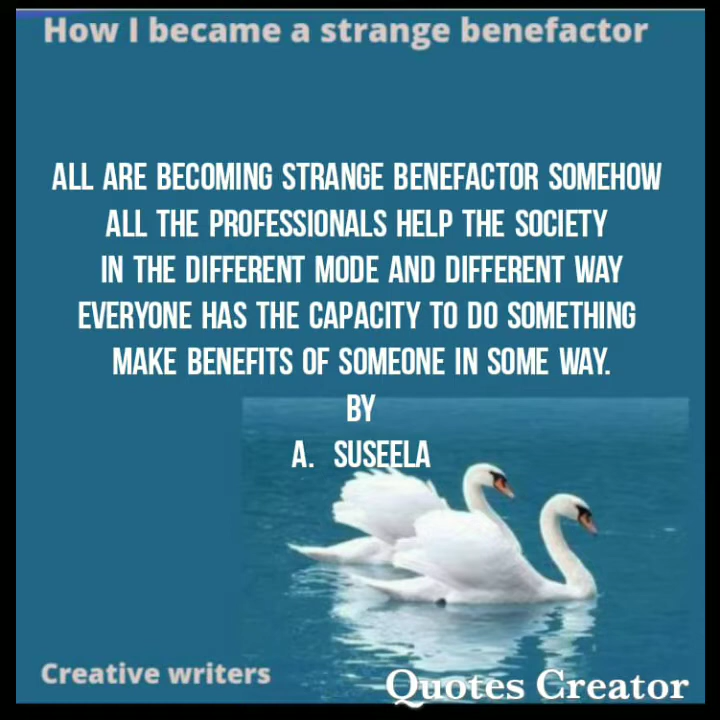 How I became a strange benefactor
ALL ARE BECOMING STRANGE BENEFACTOR SOMEHOW
ALL THE PROFESSIONALS HELP THE SOCIETY
IN THE DIFFERENT MODE AND DIFFERENT WAY
EVERYONE HAS THE CAPACITY TO DO SOMETHING
MAKE BENEFITS OF SOMEONE IN SOME WAY.
BY
A. SUSEELA
Creative writers
Quotes Creator